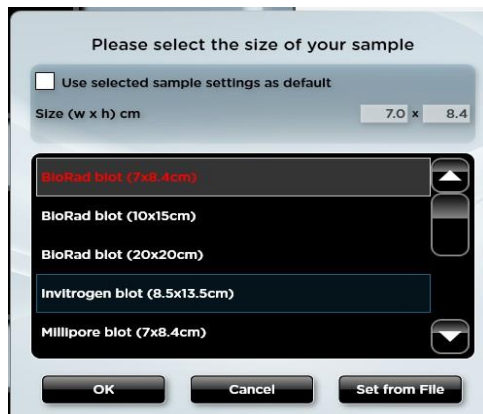 Please select the size of your sample
Use selected sample settings as default
Size (w x h) cm 7.0 x 8.4
BioRad blot (7x8.4cm)
BioRad blot (10x15cm)
BioRad blot (20x20cm)
Invitrogen blot (8.5x13.5cm)
Millipore blot (7x8.4cm)
OK Cancel Set from File